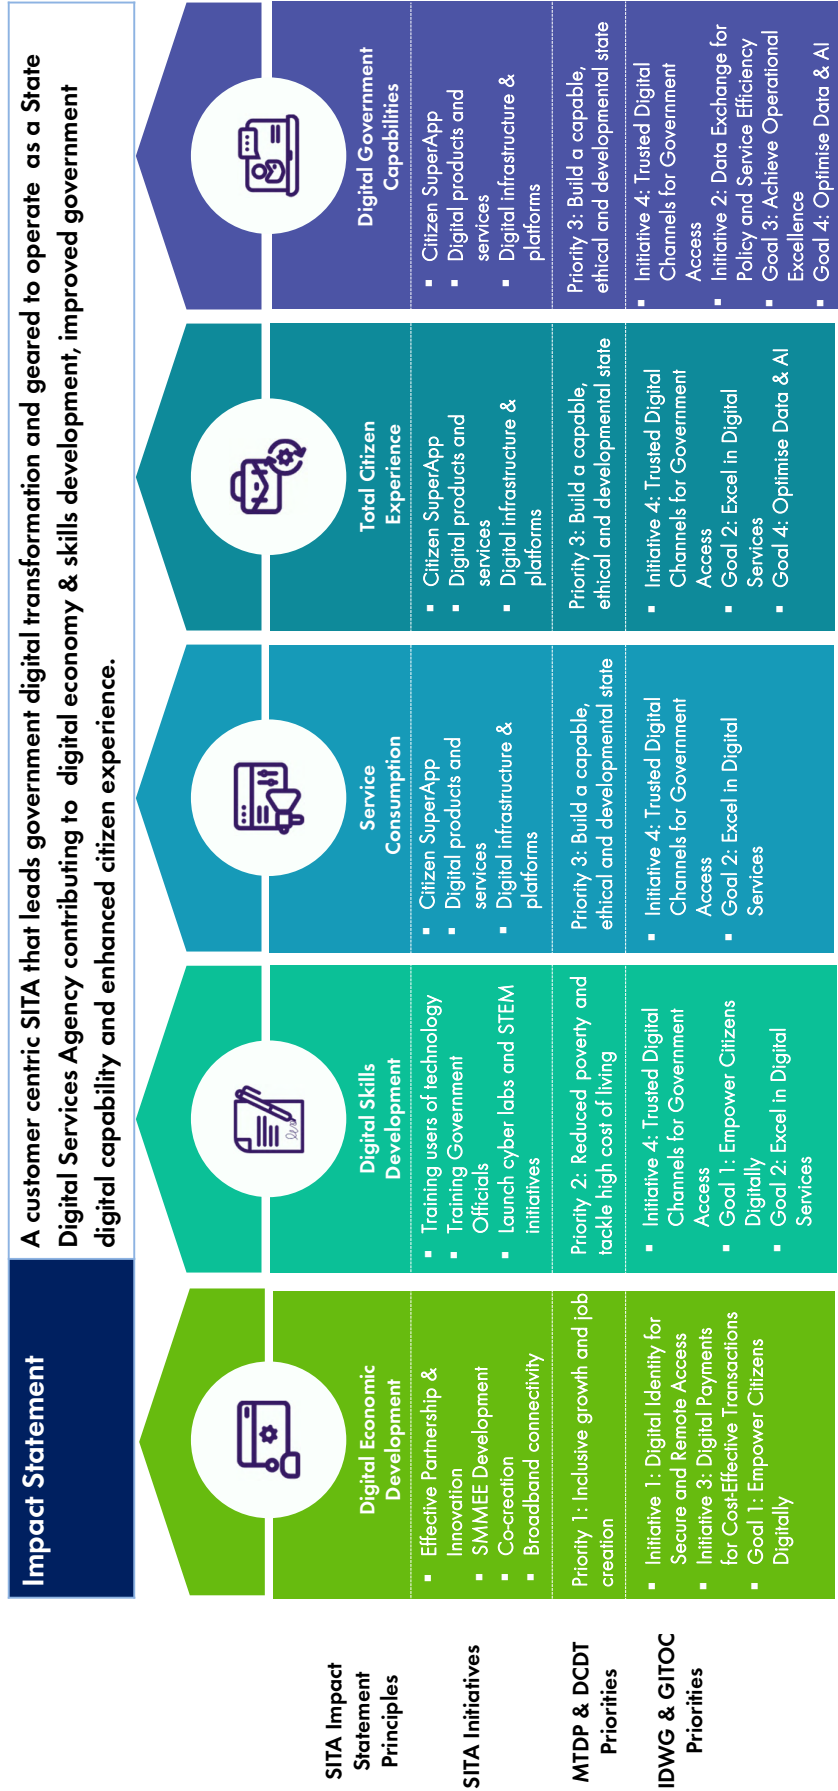 Impact Statement
A customer centric SITA that leads government digital transformation and geared to operate as a State
Digital Services Agency contributing to digital economy & skills development, improved government
digital capability and enhanced citizen experience.
SITA Impact
Statement
Principles
Digital Economic
Development
Digital Skills
Development
Service
Consumption
Total Citizen
Experience
Digital Government
Capabilities
SITA Initiatives
▪ Effective Partnership &
Innovation
▪ SMMEE Development
▪ Co-creation
▪ Broadband connectivity
▪ Training users of technology
▪ Training Government
Officials
▪ Launch cyber labs and STEM
initiatives
▪ Citizen SuperApp
▪ Digital products and
services
▪ Digital infrastructure &
platforms
▪ Citizen SuperApp
▪ Digital products and
services
▪ Digital infrastructure &
platforms
▪ Citizen SuperApp
▪ Digital products and
services
▪ Digital infrastructure &
platforms
MTDP & DCDT
Priorities
Priority 1: Inclusive growth and job
creation
Priority 2: Reduced poverty and
tackle high cost of living
Priority 3: Build a capable,
ethical and developmental state
Priority 3: Build a capable,
ethical and developmental state
Priority 3: Build a capable,
ethical and developmental state
IDWG & GITOC
Priorities
▪ Initiative 1: Digital Identity for
Secure and Remote Access
▪ Initiative 3: Digital Payments
for Cost-Effective Transactions
▪ Goal 1: Empower Citizens
Digitally
▪ Initiative 4: Trusted Digital
Channels for Government
Access
▪ Goal 1: Empower Citizens
Digitally
▪ Goal 2: Excel in Digital
Services
▪ Initiative 4: Trusted Digital
Channels for Government
Access
▪ Goal 2: Excel in Digital
Services
▪ Initiative 4: Trusted Digital
Channels for Government
Access
▪ Goal 2: Excel in Digital
Services
▪ Goal 4: Optimise Data & AI
▪ Initiative 4: Trusted Digital
Channels for Government
Access
▪ Initiative 2: Data Exchange for
Policy and Service Efficiency
▪ Goal 3: Achieve Operational
Excellence
▪ Goal 4: Optimise Data & AI